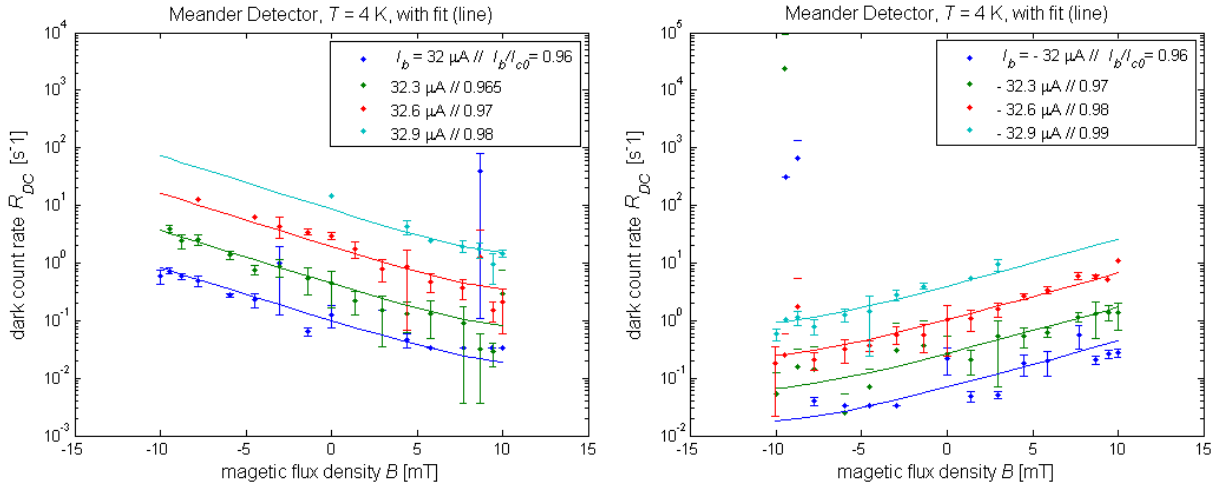 Meander Detector, T = 4 K, with fit (line)
10^4
10^3
10^2
10^1
10^0
10^-1
10^-2
10^-3
dark count rate R_DC [s^-1]
I_b = 32 µA // I_b/I_c0 = 0.96
32.3 µA // 0.965
32.6 µA // 0.97
32.9 µA // 0.98
-15 -10 -5 0 5 10 15
magetic flux density B [mT]
Meander Detector, T = 4 K, with fit (line)
10^5
10^4
10^3
10^2
10^1
10^0
10^-1
10^-2
dark count rate R_DC [s^-1]
I_b = - 32 µA // I_b/I_c0 = 0.96
- 32.3 µA // 0.97
- 32.6 µA // 0.98
- 32.9 µA // 0.99
-15 -10 -5 0 5 10 15
magetic flux density B [mT]